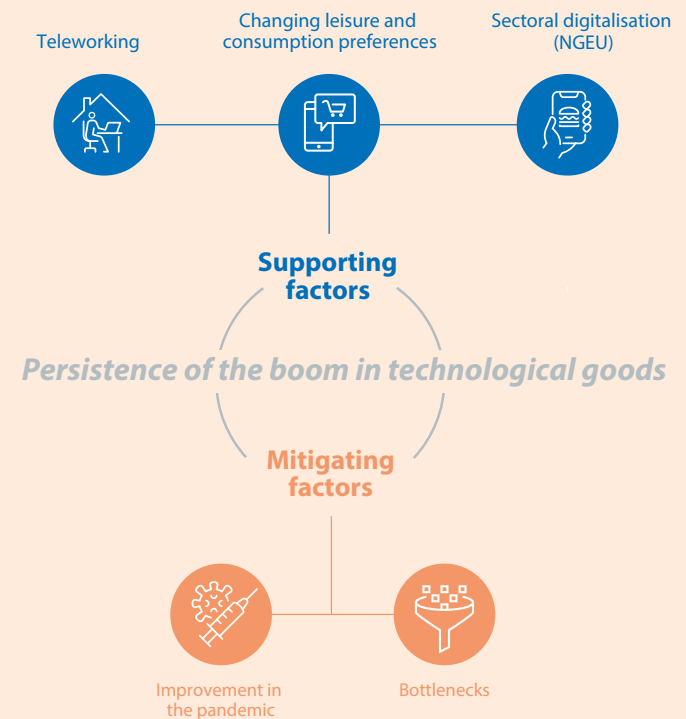 Teleworking
Changing leisure and
consumption preferences
Sectoral digitalisation
(NGEU)
Supporting
factors
Persistence of the boom in technological goods
Mitigating
factors
Improvement in
the pandemic
Bottlenecks